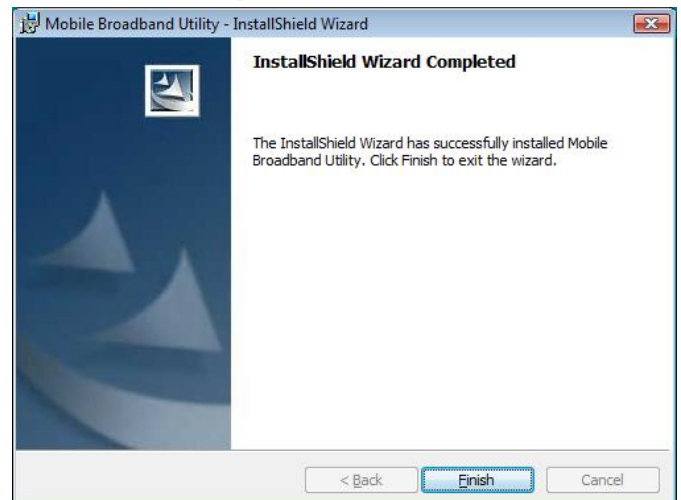 Mobile Broadband Utility - InstallShield Wizard
InstallShield Wizard Completed
The InstallShield Wizard has successfully installed Mobile
Broadband Utility. Click Finish to exit the wizard.
< Back
Finish
Cancel